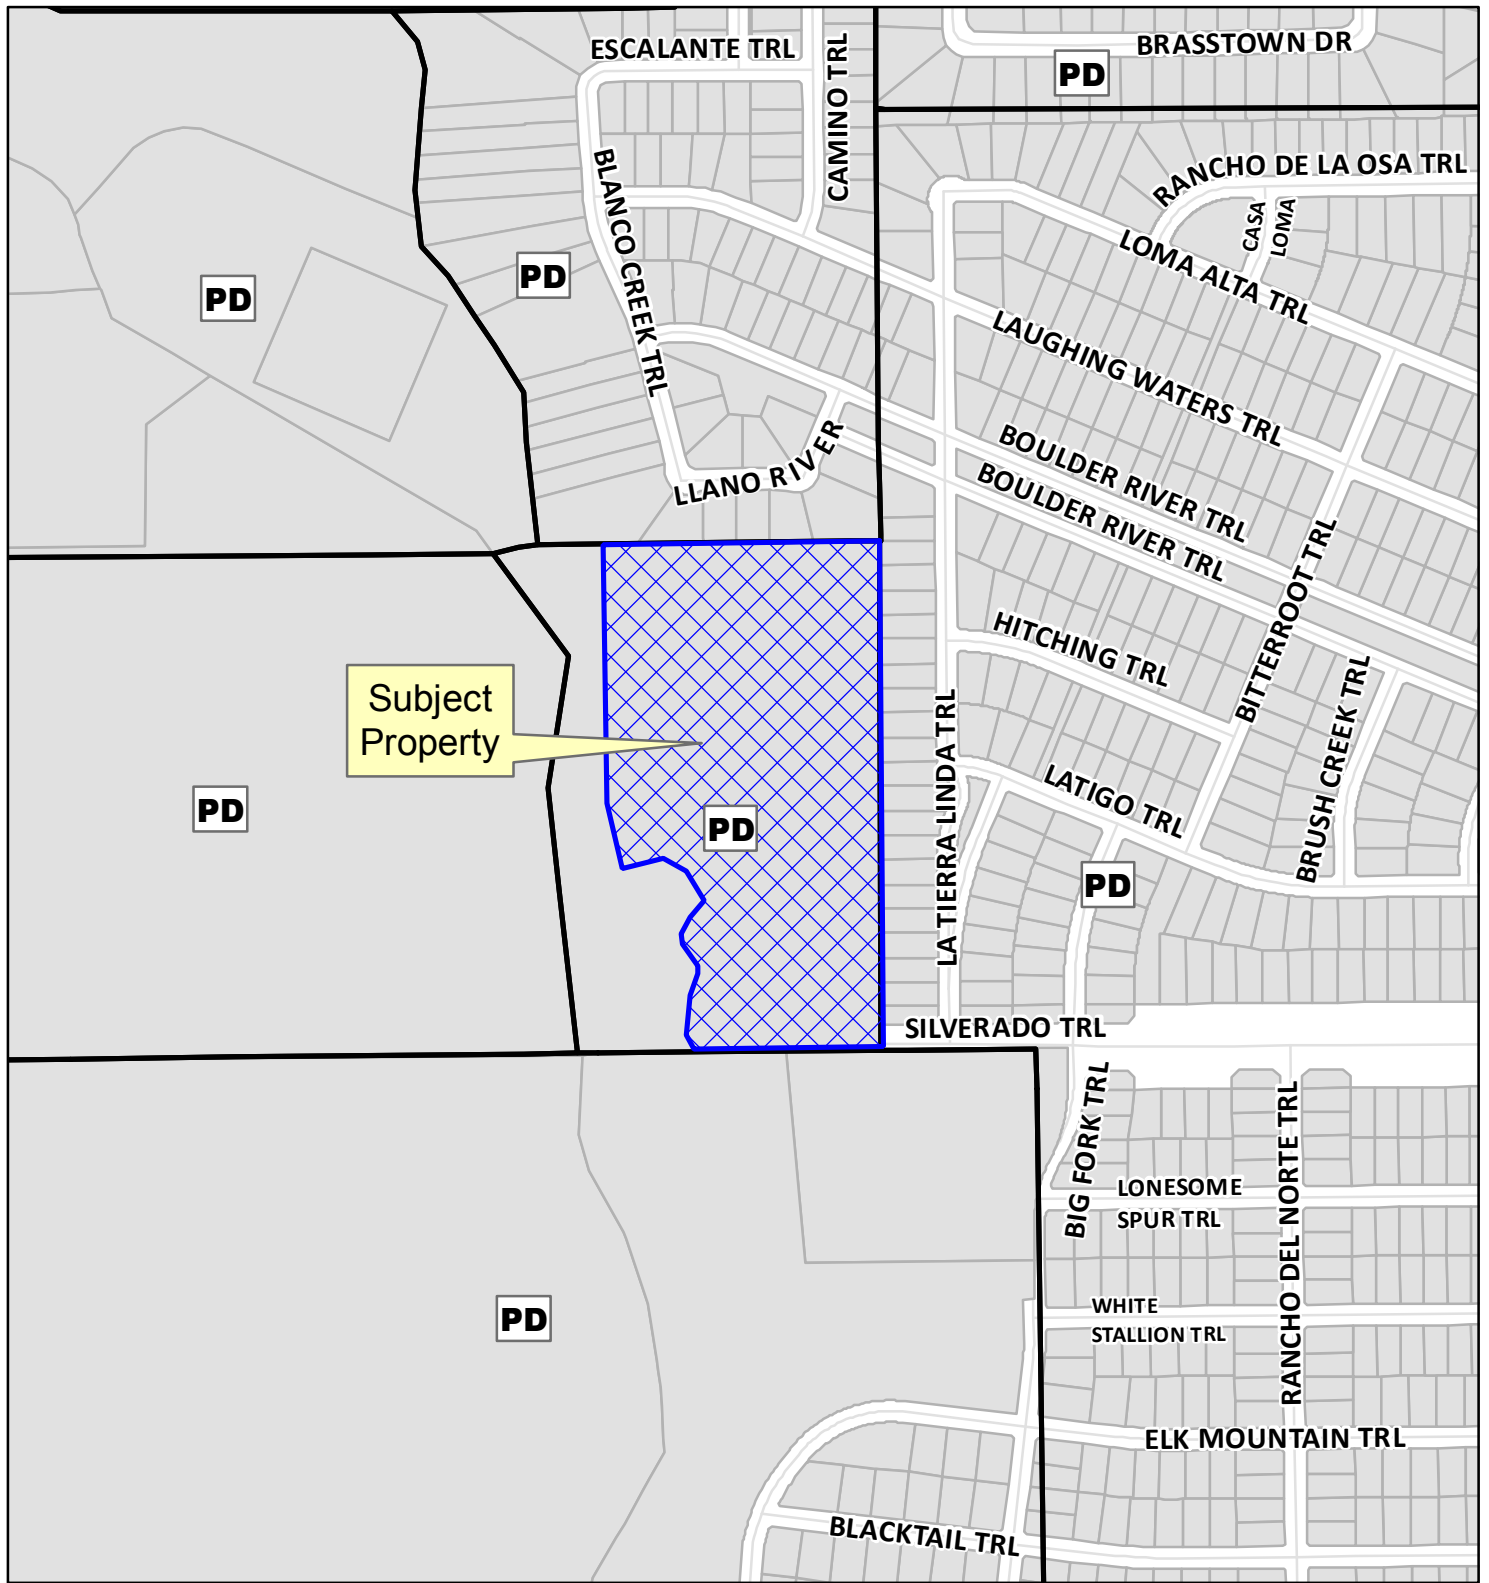 ESCALANTE TRL
CAMINO TRL
BRASSTOWN DR
PD
RANCHO DE LA OSA TRL
BLANCO CREEK TRL
CASA
LOMA
LOMA ALTA TRL
PD
PD
LAUGHING WATERS TRL
BOULDER RIVER TRL
BOULDER RIVER TRL
LLANO RIVER
BITTERROOT TRL
HITCHING TRL
Subject
Property
LA TIERRA LINDA TRL
BRUSH CREEK TRL
LATIGO TRL
PD
PD
PD
SILVERADO TRL
BIG FORK TRL
RANCHO DEL NORTE TRL
LONESOME
SPUR TRL
PD
WHITE
STALLION TRL
ELK MOUNTAIN TRL
BLACKTAIL TRL